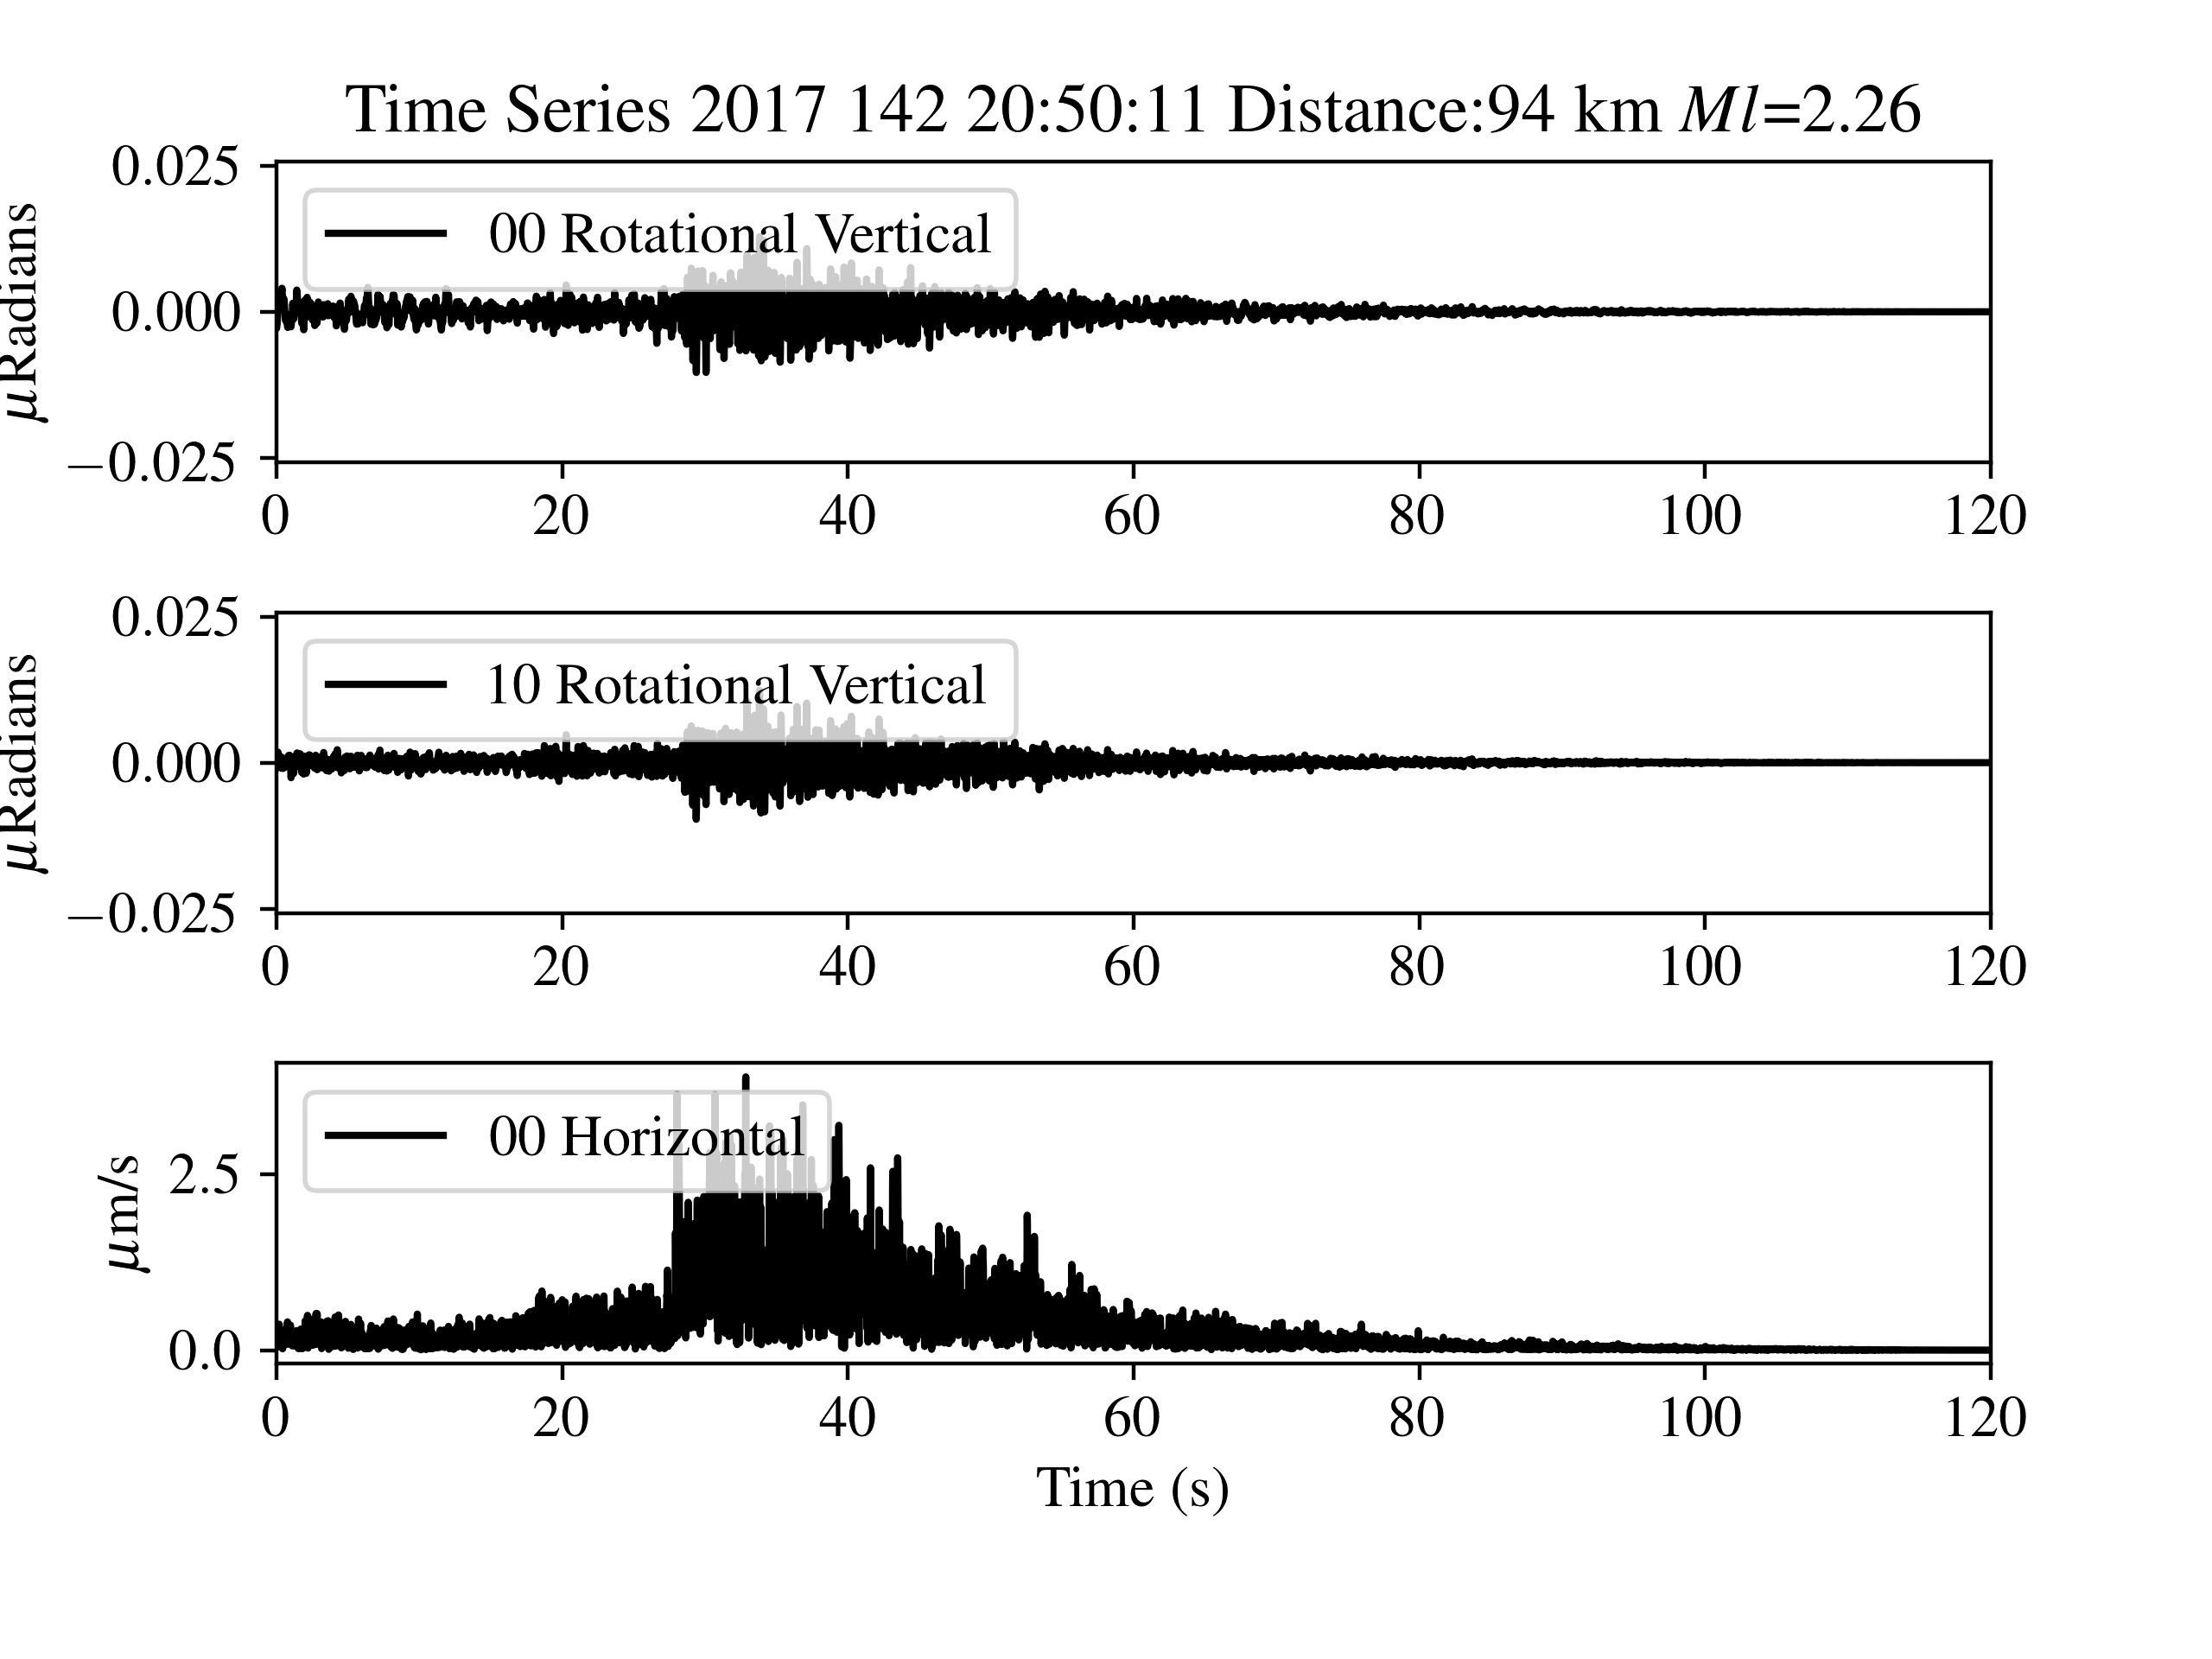 Time Series 2017 142 20:50:11 Distance:94 km Ml=2.26
μRadians
0.025
0.000
−0.025
00 Rotational Vertical
0 20 40 60 80 100 120
μRadians
0.025
0.000
−0.025
10 Rotational Vertical
0 20 40 60 80 100 120
μm/s
2.5
0.0
00 Horizontal
0 20 40 60 80 100 120
Time (s)